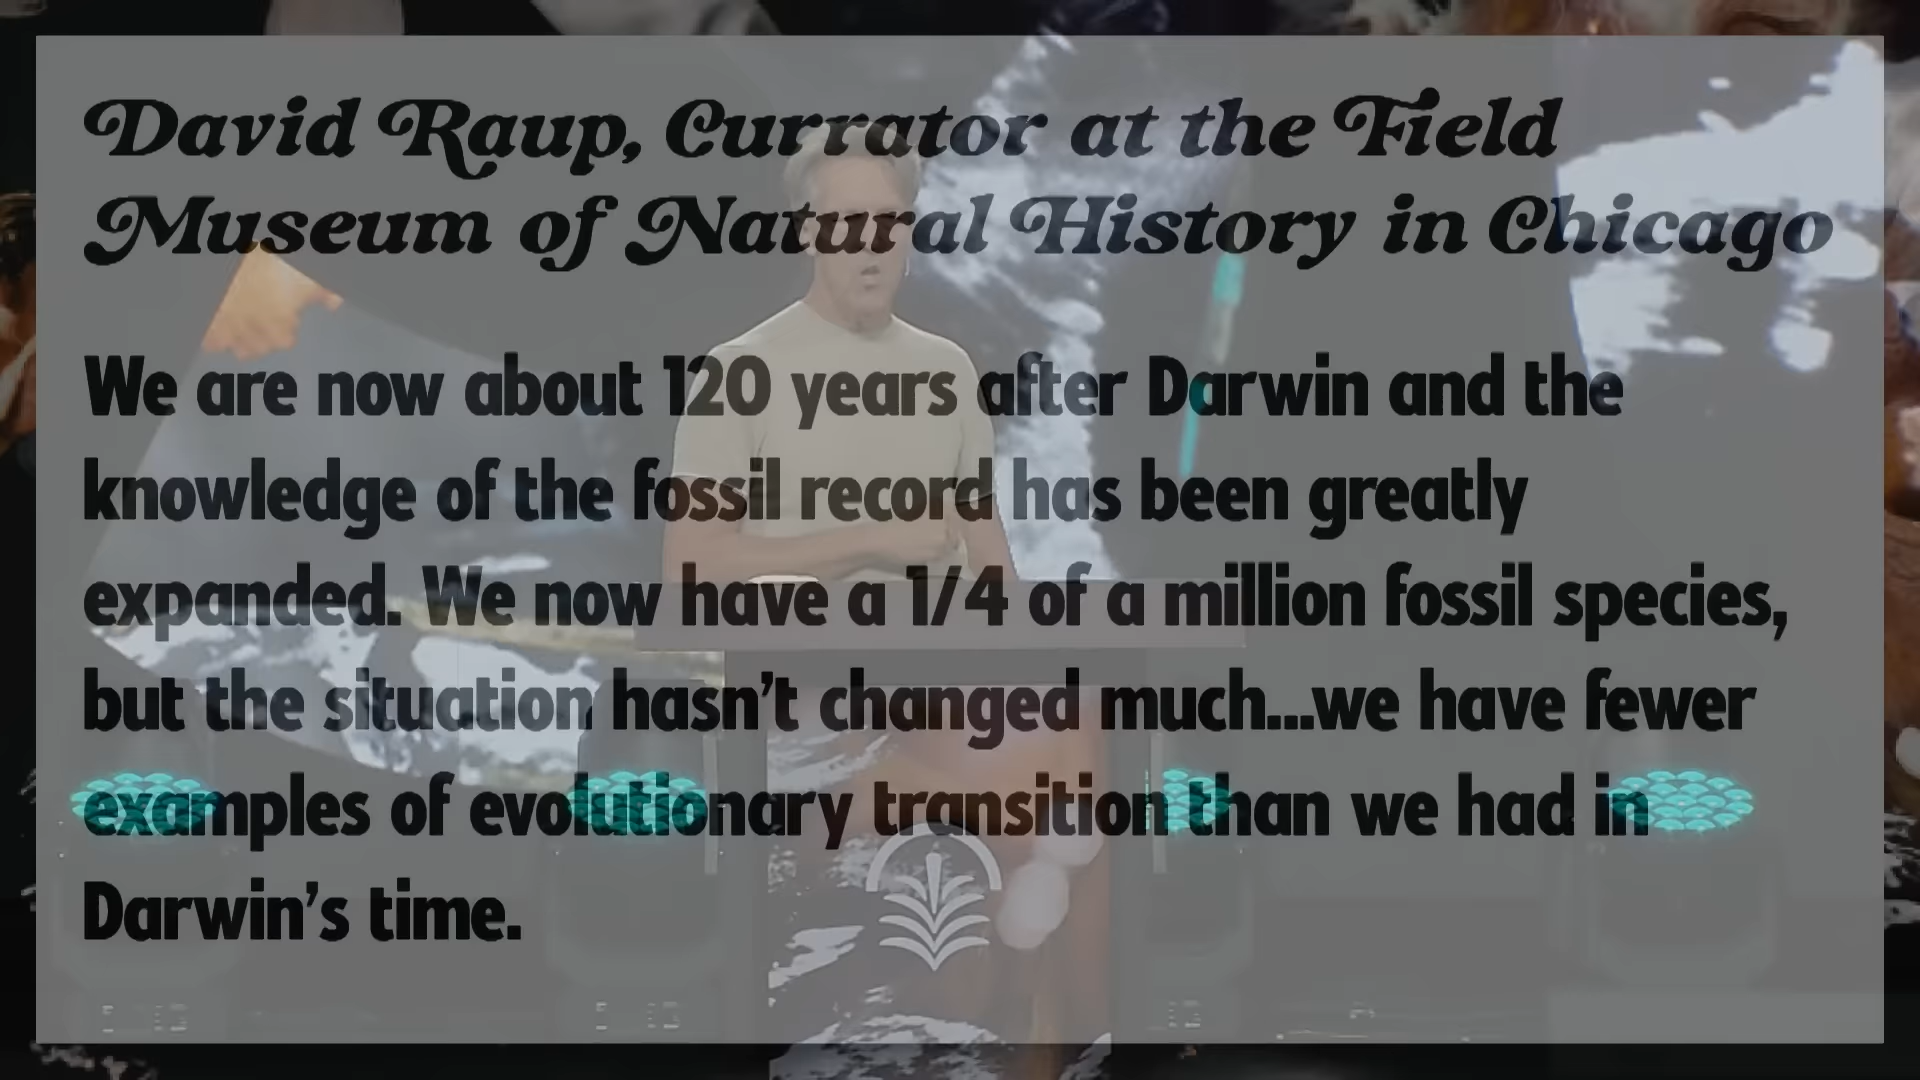 David Raup, Currator at the Field
Museum of Natural History in Chicago
We are now about 120 years after Darwin and the
knowledge of the fossil record has been greatly
expanded. We now have a 1/4 of a million fossil species,
but the situation hasn't changed much...we have fewer
examples of evolutionary transition than we had in
Darwin's time.